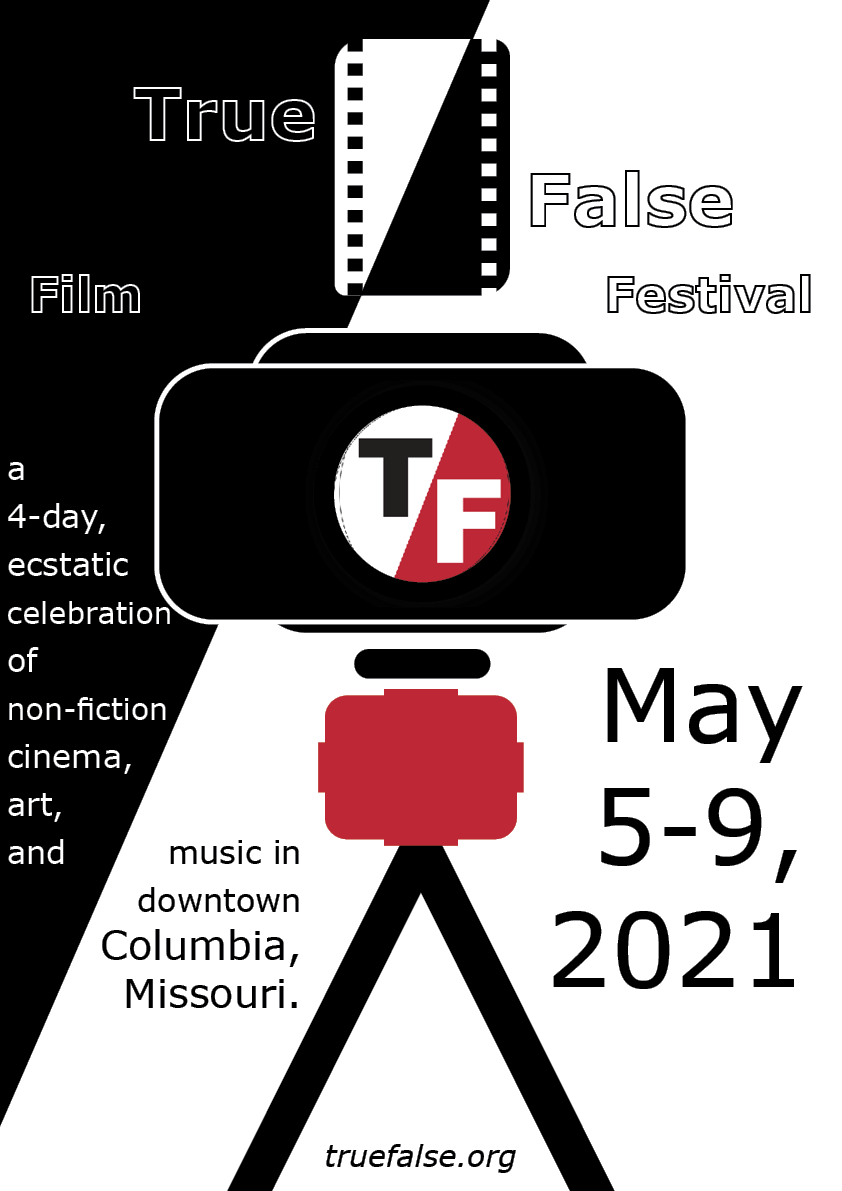 True
False
Film
Festival
T
F
a
4-day,
ecstatic
celebration
of
non-fiction
cinema,
art,
and
music in
downtown
Columbia,
Missouri.
May
5-9,
2021
truefalse.org